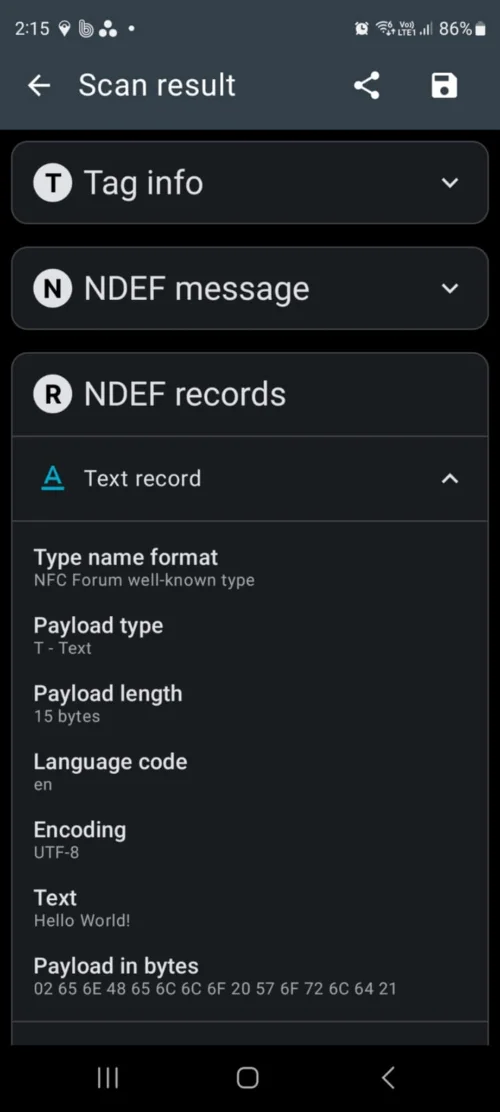 2:15
Vo))
LTE1
86%
Scan result
T Tag info
N NDEF message
R NDEF records
A Text record
Type name format
NFC Forum well-known type
Payload type
T - Text
Payload length
15 bytes
Language code
en
Encoding
UTF-8
Text
Hello World!
Payload in bytes
02 65 6E 48 65 6C 6C 6F 20 57 6F 72 6C 64 21